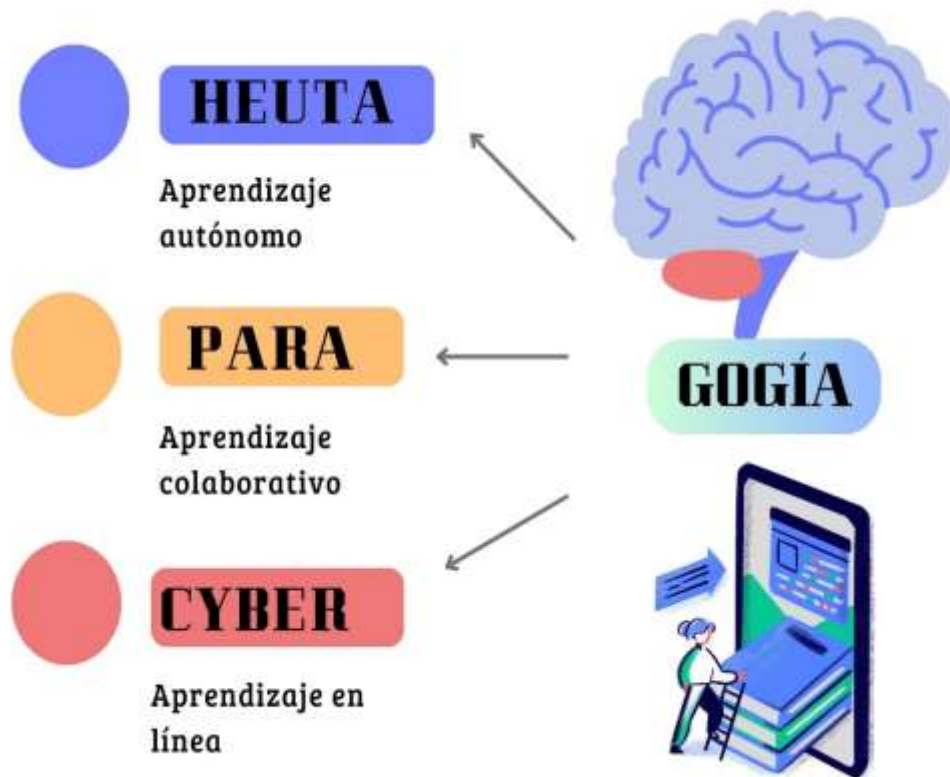 HEUTA
Aprendizaje
autónomo
PARA
Aprendizaje
colaborativo
CYBER
Aprendizaje en
línea
GOGÍA